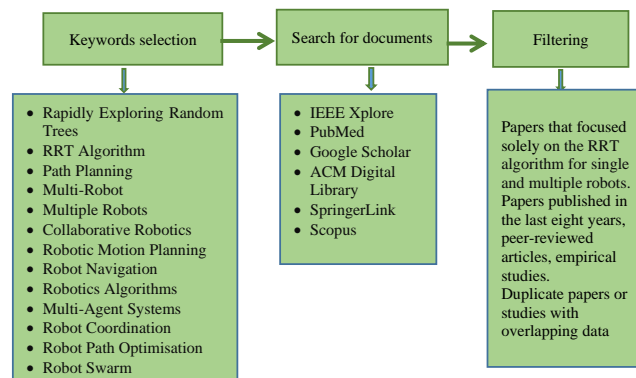 Keywords selection
Search for documents
Filtering
• Rapidly Exploring Random
Trees
• RRT Algorithm
• Path Planning
• Multi-Robot
• Multiple Robots
• Collaborative Robotics
• Robotic Motion Planning
• Robot Navigation
• Robotics Algorithms
• Multi-Agent Systems
• Robot Coordination
• Robot Path Optimisation
• Robot Swarm
• IEEE Xplore
• PubMed
• Google Scholar
• ACM Digital
Library
• SpringerLink
• Scopus
Papers that focused
solely on the RRT
algorithm for single
and multiple robots.
Papers published in
the last eight years,
peer-reviewed
articles, empirical
studies.
Duplicate papers or
studies with
overlapping data